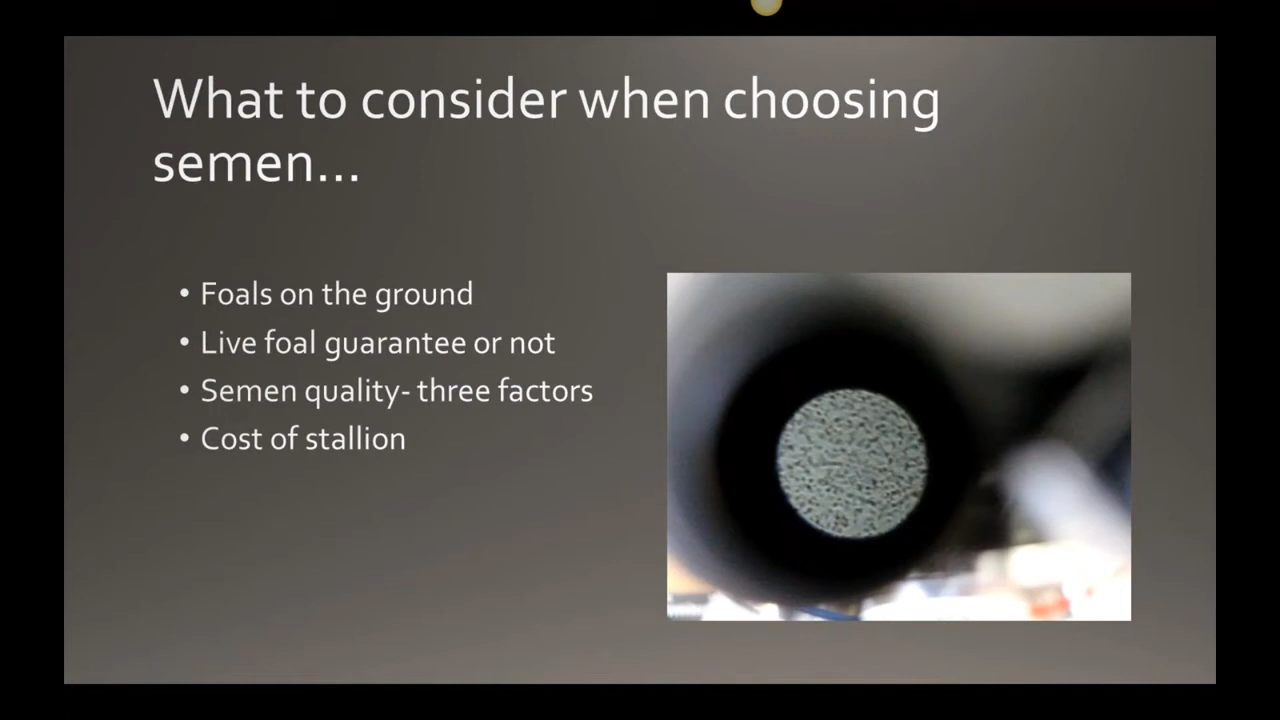 What to consider when choosing
semen...
• Foals on the ground
• Live foal guarantee or not
• Semen quality- three factors
• Cost of stallion